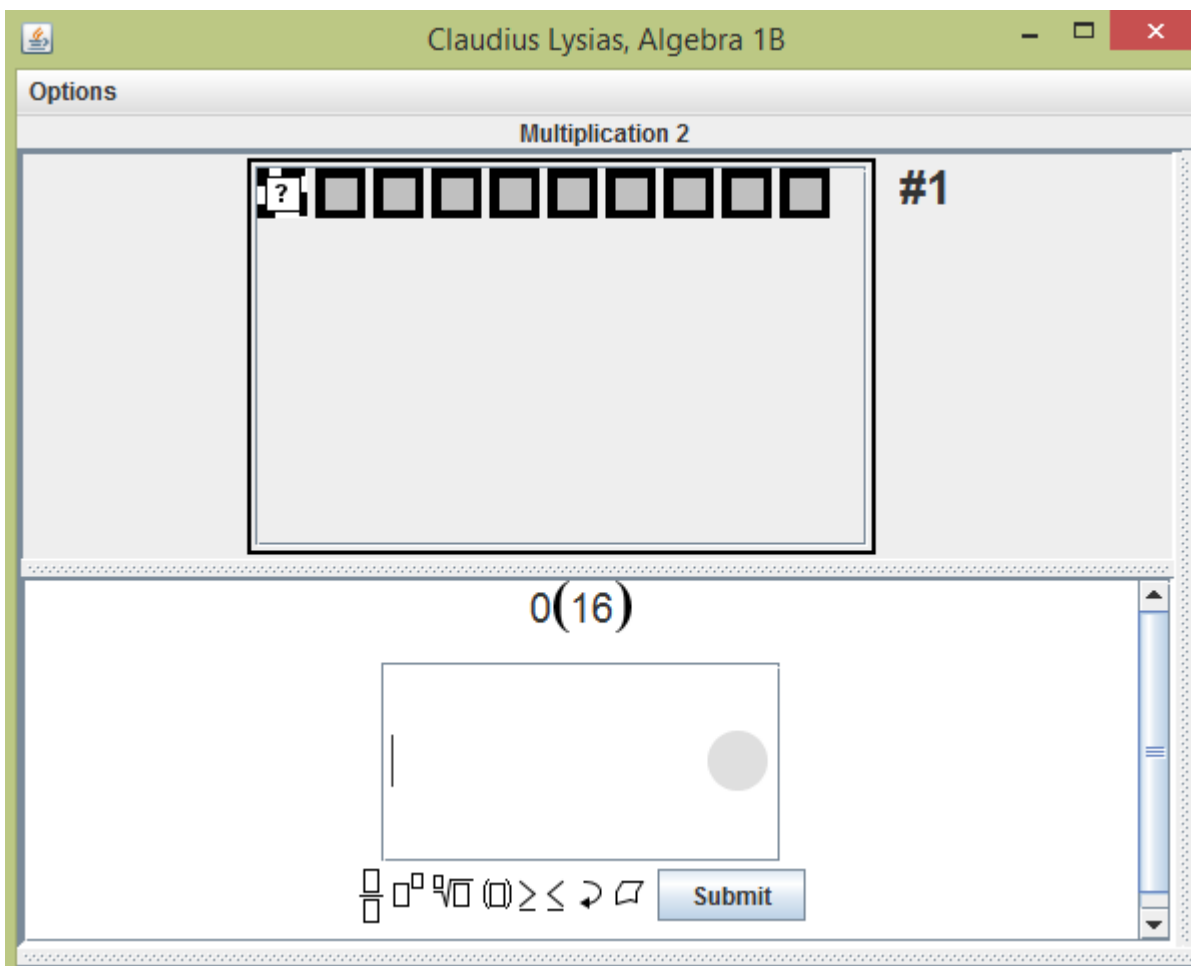 Claudius Lysias, Algebra 1B
Options
Multiplication 2
?
#1
0(16)
Submit